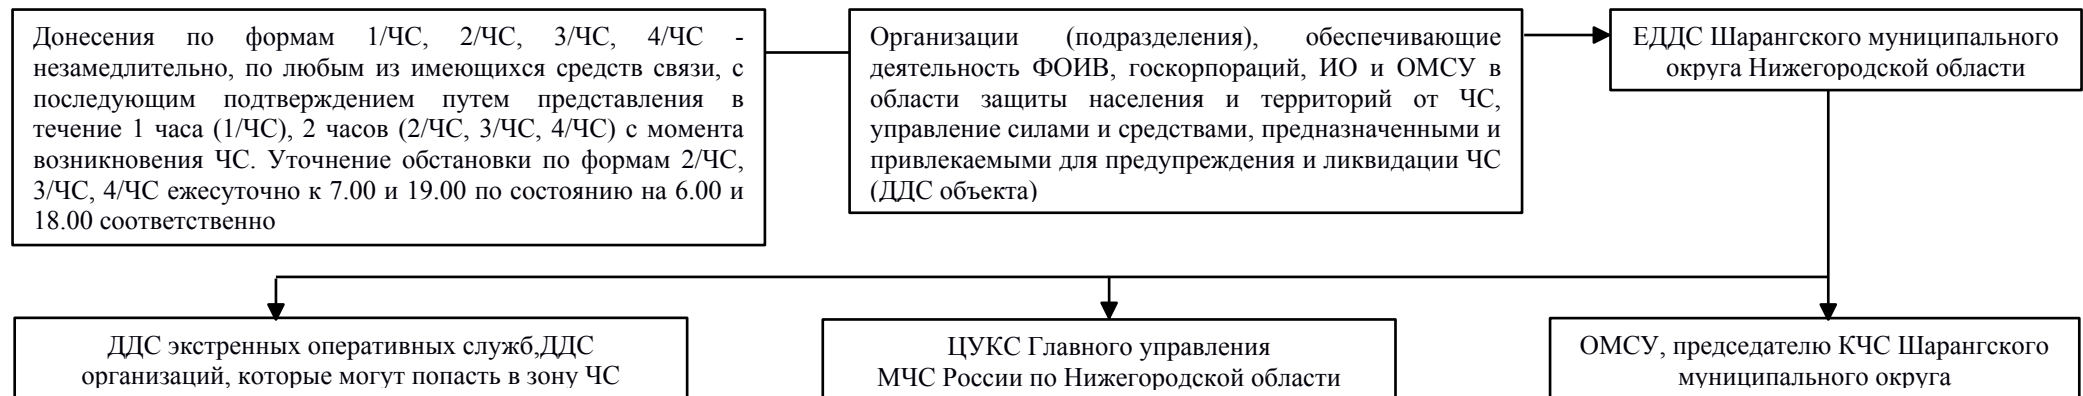 Донесения по формам 1/ЧС, 2/ЧС, 3/ЧС, 4/ЧС -
незамедлительно, по любым из имеющихся средств связи, с
последующим подтверждением путем представления в
течение 1 часа (1/ЧС), 2 часов (2/ЧС, 3/ЧС, 4/ЧС) с момента
возникновения ЧС. Уточнение обстановки по формам 2/ЧС,
3/ЧС, 4/ЧС ежесуточно к 7.00 и 19.00 по состоянию на 6.00 и
18.00 соответственно
Организации (подразделения), обеспечивающие
деятельность ФОИВ, госкорпораций, ИО и ОМСУ в
области защиты населения и территорий от ЧС,
управление силами и средствами, предназначенными и
привлекаемыми для предупреждения и ликвидации ЧС
(ДДС объекта)
ЕДДС Шарангского муниципального
округа Нижегородской области
ДДС экстренных оперативных служб,ДДС
организаций, которые могут попасть в зону ЧС
ЦУКС Главного управления
МЧС России по Нижегородской области
ОМСУ, председателю КЧС Шарангского
муниципального округа